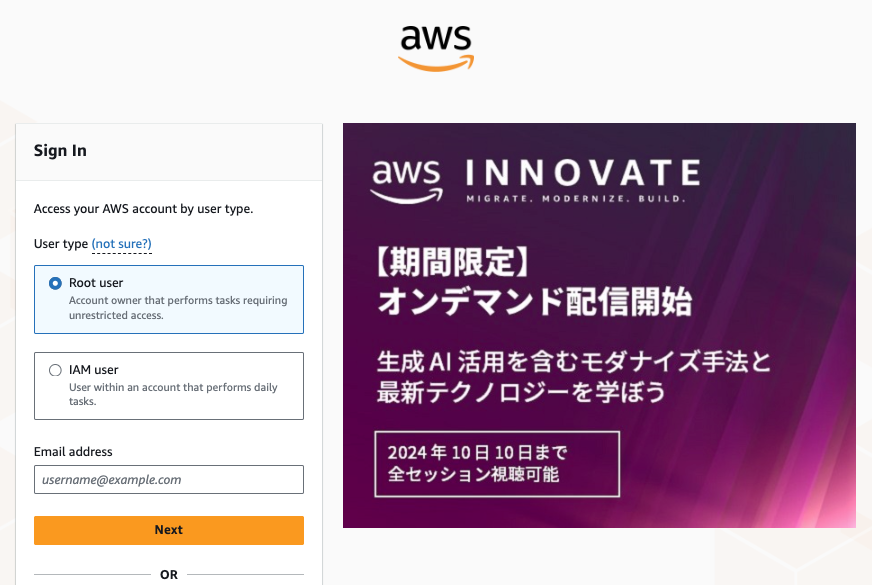 aws
Sign In
Access your AWS account by user type.
User type (not sure?)
Root user
Account owner that performs tasks requiring
unrestricted access.
IAM user
User within an account that performs daily
tasks.
Email address
username@example.com
Next
OR
aws INNOVATE
MIGRATE. MODERNIZE. BUILD.
【期間限定】
オンデマンド配信開始
生成 AI 活用を含むモダナイズ手法と
最新テクノロジーを学ぼう
2024 年 10 日 10 日まで
全セッション視聴可能